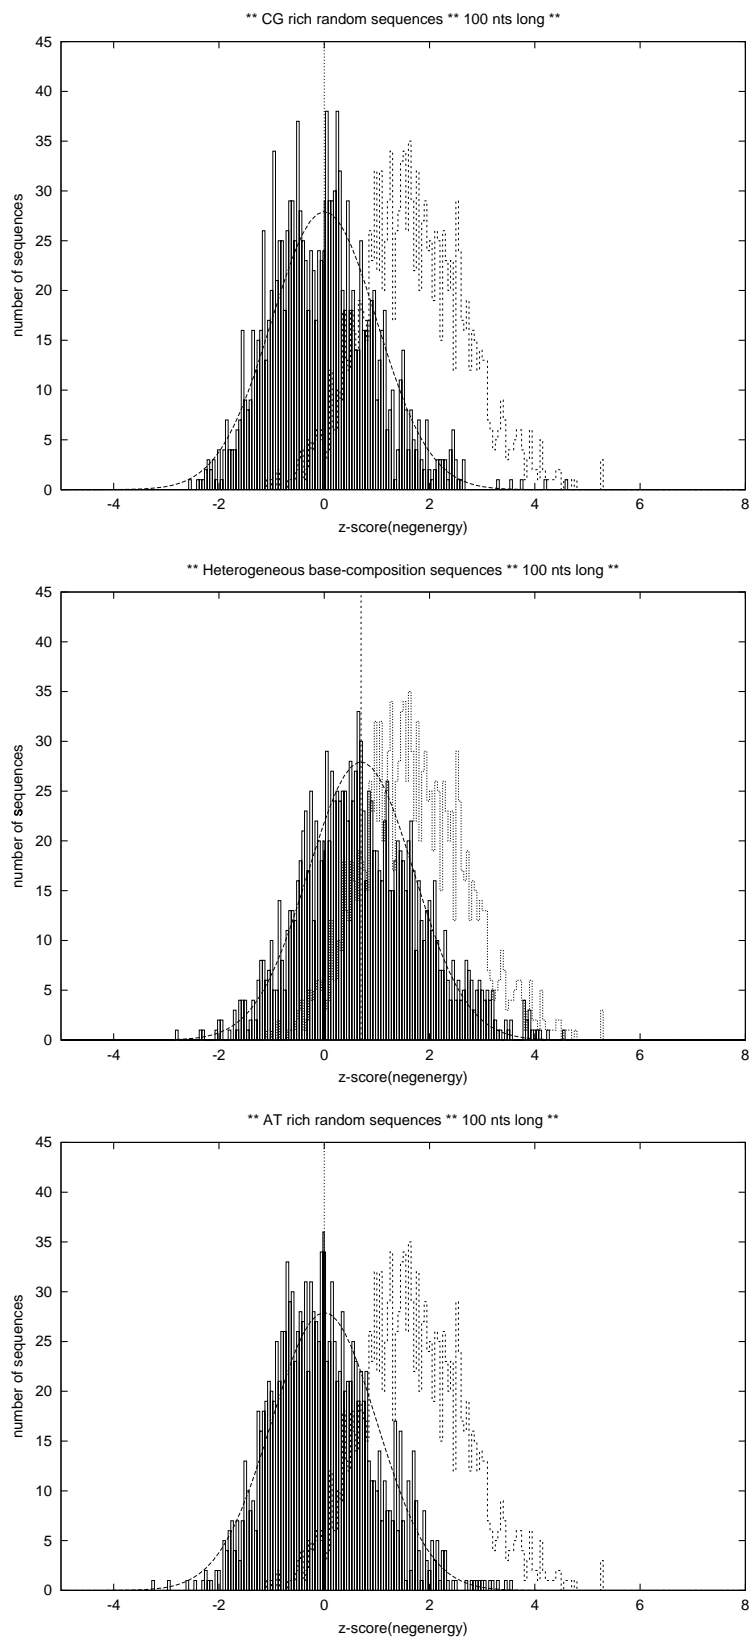 ** CG rich random sequences ** 100 nts long **
45
40
35
30
25
20
15
10
5
0
number of sequences
-4 -2 0 2 4 6 8
z-score(negenergy)
** Heterogeneous base-composition sequences ** 100 nts long **
45
40
35
30
25
20
15
10
5
0
number of sequences
-4 -2 0 2 4 6 8
z-score(negenergy)
** AT rich random sequences ** 100 nts long **
45
40
35
30
25
20
15
10
5
0
number of sequences
-4 -2 0 2 4 6 8
z-score(negenergy)